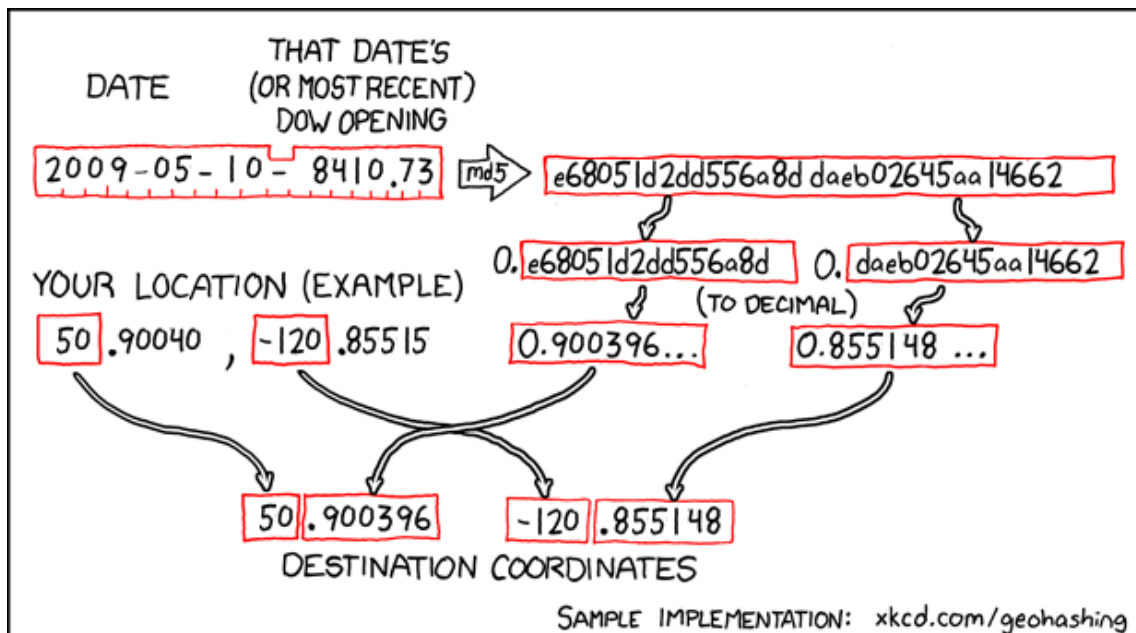 DATE
THAT DATE'S
(OR MOST RECENT)
DOW OPENING
2009-05-10-8410.73
md5
e68051d2dd556a8d daeb02645aa14662
0. e68051d2dd556a8d
0. daeb02645aa14662
(TO DECIMAL)
YOUR LOCATION (EXAMPLE)
50.90040, -120.85515
0.900396...
0.855148 ...
50.900396
-120.855148
DESTINATION COORDINATES
SAMPLE IMPLEMENTATION: xkcd.com/geohashing